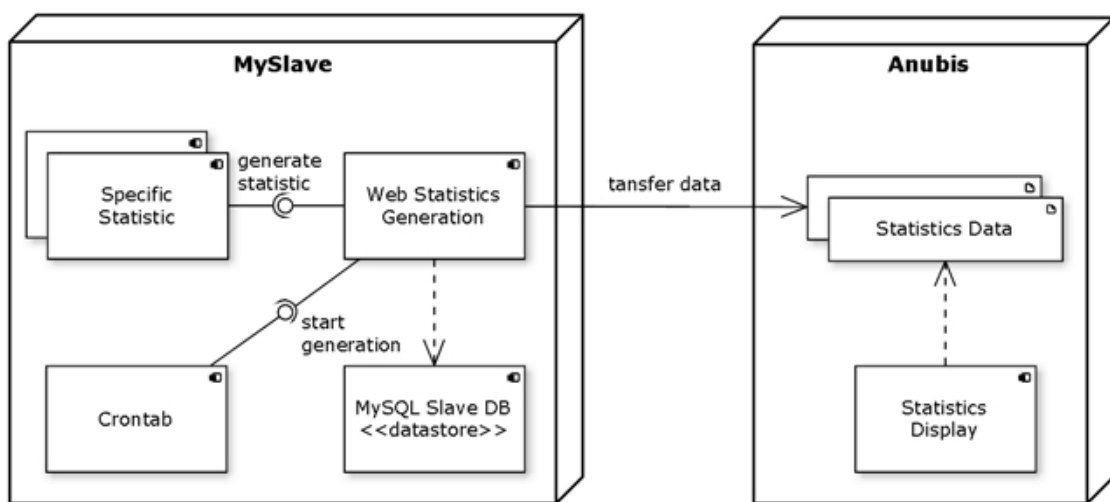 MySlave
Anubis
Specific
Statistic
generate
statistic
Web Statistics
Generation
tansfer data
Statistics Data
start
generation
Crontab
MySQL Slave DB
<<datastore>>
Statistics
Display